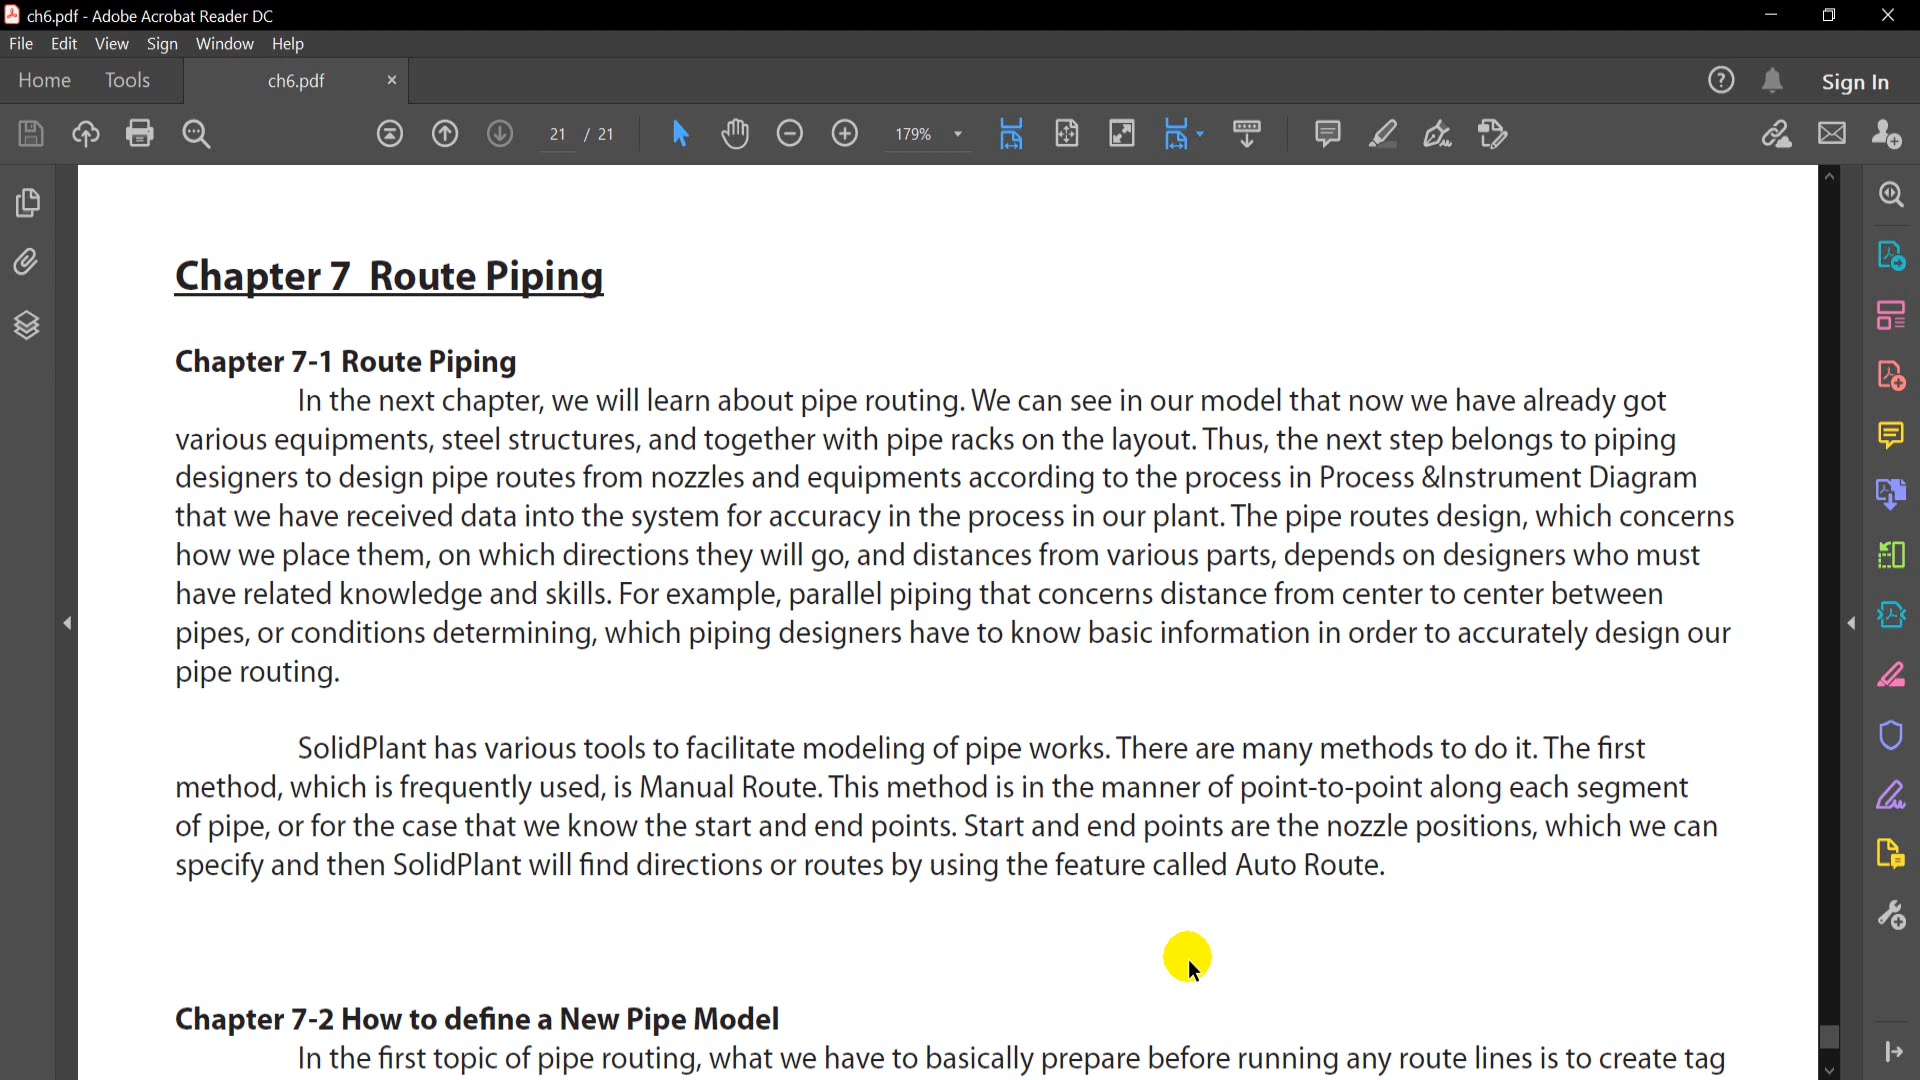 ch6.pdf - Adobe Acrobat Reader DC
File Edit View Sign Window Help
Home Tools ch6.pdf Sign In
21 / 21 179%
Chapter 7 Route Piping
Chapter 7-1 Route Piping
In the next chapter, we will learn about pipe routing. We can see in our model that now we have already got
various equipments, steel structures, and together with pipe racks on the layout. Thus, the next step belongs to piping
designers to design pipe routes from nozzles and equipments according to the process in Process &Instrument Diagram
that we have received data into the system for accuracy in the process in our plant. The pipe routes design, which concerns
how we place them, on which directions they will go, and distances from various parts, depends on designers who must
have related knowledge and skills. For example, parallel piping that concerns distance from center to center between
pipes, or conditions determining, which piping designers have to know basic information in order to accurately design our
pipe routing.
SolidPlant has various tools to facilitate modeling of pipe works. There are many methods to do it. The first
method, which is frequently used, is Manual Route. This method is in the manner of point-to-point along each segment
of pipe, or for the case that we know the start and end points. Start and end points are the nozzle positions, which we can
specify and then SolidPlant will find directions or routes by using the feature called Auto Route.
Chapter 7-2 How to define a New Pipe Model
In the first topic of pipe routing, what we have to basically prepare before running any route lines is to create tag